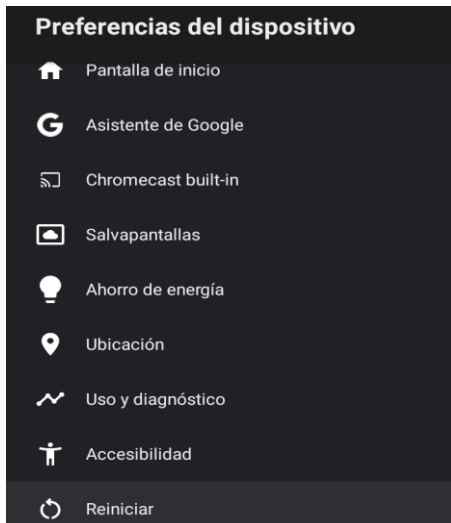 Preferencias del dispositivo
Pantalla de inicio
Asistente de Google
Chromecast built-in
Salvapantallas
Ahorro de energía
Ubicación
Uso y diagnóstico
Accesibilidad
Reiniciar